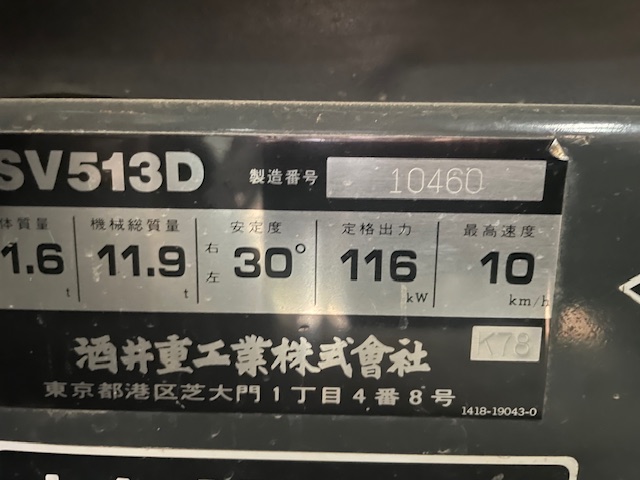 SV513D 製造番号 10460
体質量 機械総質量 安定度 定格出力 最高速度
1.6 t 11.9 t 右 左 30° 116 kW 10 km/h
酒井重工業株式會社 K78
東京都港区芝大門1丁目4番8号 1418-19043-0